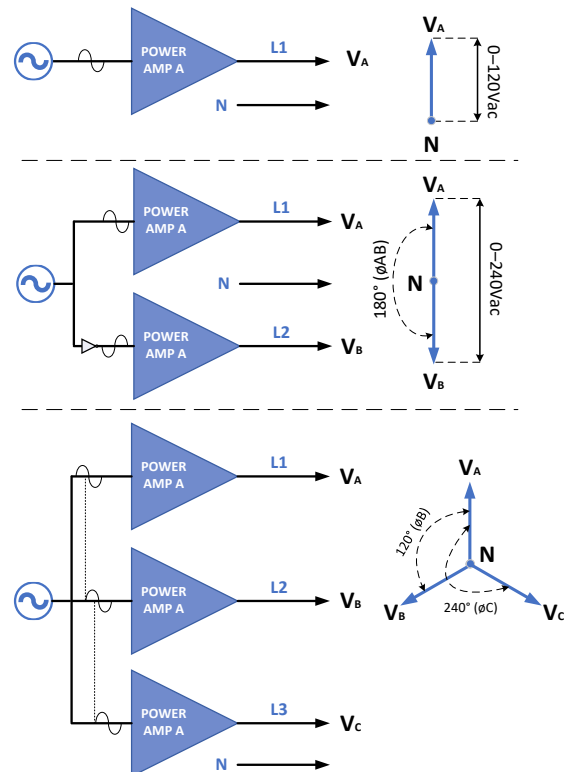 POWER
AMP A
L1
VA
N
VA
0–120Vac
N
POWER
AMP A
L1
VA
N
POWER
AMP A
L2
VB
VA
180° (øAB)
N
0–240Vac
VB
POWER
AMP A
L1
VA
POWER
AMP A
L2
VB
POWER
AMP A
L3
VC
N
VA
120° (øB)
N
VB
240° (øC)
VC